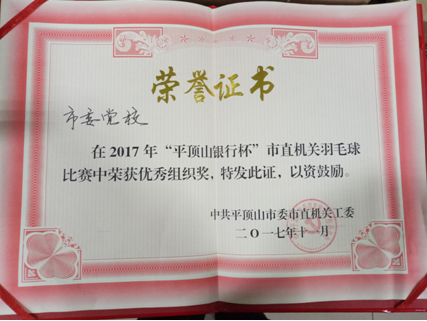 荣誉证书
市委党校
在2017年“平顶山银行杯”市直机关羽毛球
比赛中荣获优秀组织奖，特发此证，以资鼓励。
中共平顶山市委市直机关工委
二〇一七年十一月